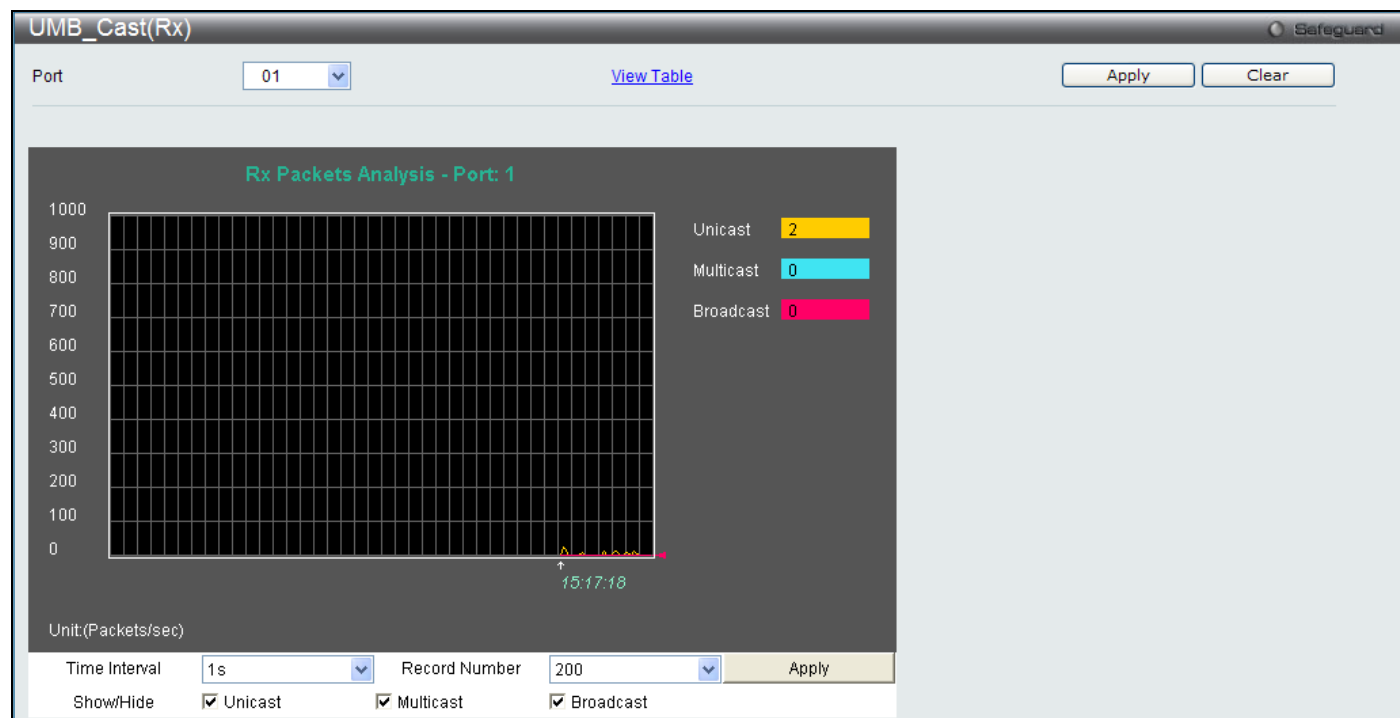 UMB_Cast(Rx)
Safeguard
Port 01 View Table Apply Clear
Rx Packets Analysis - Port: 1
1000
900
800
700
600
500
400
300
200
100
0
Unicast 2
Multicast 0
Broadcast 0
15:17:18
Unit:(Packets/sec)
Time Interval 1s Record Number 200 Apply
Show/Hide Unicast Multicast Broadcast